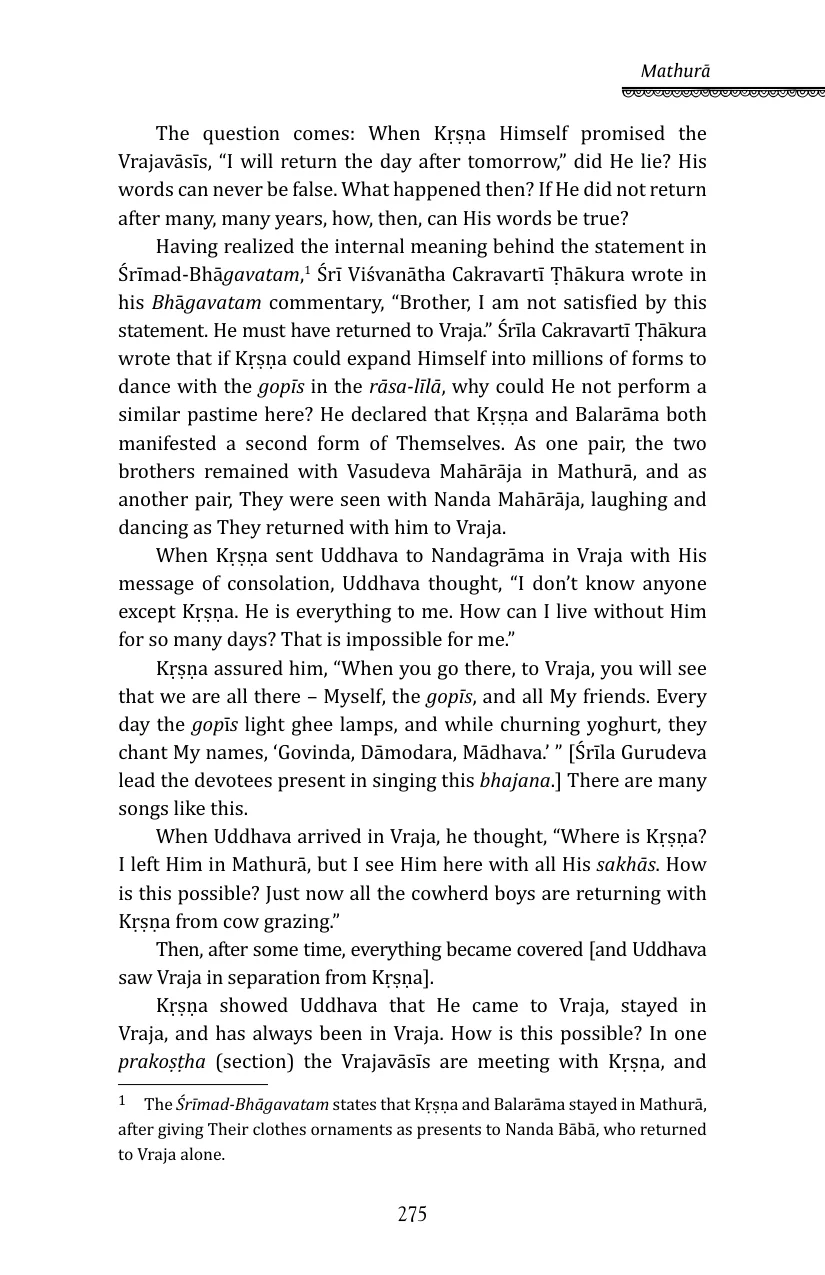 Mathurā
The question comes: When Kṛṣṇa Himself promised the
Vrajavāsīs, “I will return the day after tomorrow,” did He lie? His
words can never be false. What happened then? If He did not return
after many, many years, how, then, can His words be true?
Having realized the internal meaning behind the statement in
Śrīmad-Bhāgavatam,¹ Śrī Viśvanātha Cakravartī Ṭhākura wrote in
his Bhāgavatam commentary, “Brother, I am not satisfied by this
statement. He must have returned to Vraja.” Śrīla Cakravartī Ṭhākura
wrote that if Kṛṣṇa could expand Himself into millions of forms to
dance with the gopīs in the rāsa-līlā, why could He not perform a
similar pastime here? He declared that Kṛṣṇa and Balarāma both
manifested a second form of Themselves. As one pair, the two
brothers remained with Vasudeva Mahārāja in Mathurā, and as
another pair, They were seen with Nanda Mahārāja, laughing and
dancing as They returned with him to Vraja.
When Kṛṣṇa sent Uddhava to Nandagrāma in Vraja with His
message of consolation, Uddhava thought, “I don’t know anyone
except Kṛṣṇa. He is everything to me. How can I live without Him
for so many days? That is impossible for me.”
Kṛṣṇa assured him, “When you go there, to Vraja, you will see
that we are all there – Myself, the gopīs, and all My friends. Every
day the gopīs light ghee lamps, and while churning yoghurt, they
chant My names, ‘Govinda, Dāmodara, Mādhava.’ ” [Śrīla Gurudeva
lead the devotees present in singing this bhajana.] There are many
songs like this.
When Uddhava arrived in Vraja, he thought, “Where is Kṛṣṇa?
I left Him in Mathurā, but I see Him here with all His sakhās. How
is this possible? Just now all the cowherd boys are returning with
Kṛṣṇa from cow grazing.”
Then, after some time, everything became covered [and Uddhava
saw Vraja in separation from Kṛṣṇa].
Kṛṣṇa showed Uddhava that He came to Vraja, stayed in
Vraja, and has always been in Vraja. How is this possible? In one
prakoṣṭha (section) the Vrajavāsīs are meeting with Kṛṣṇa, and
1 The Śrīmad-Bhāgavatam states that Kṛṣṇa and Balarāma stayed in Mathurā,
after giving Their clothes ornaments as presents to Nanda Bābā, who returned
to Vraja alone.
275